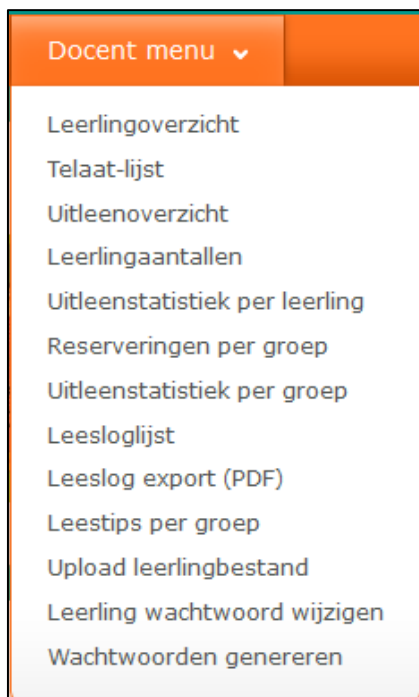 Docent menu
Leerlingoverzicht
Telaat-lijst
Uitleenoverzicht
Leerlingaantallen
Uitleenstatistiek per leerling
Reserveringen per groep
Uitleenstatistiek per groep
Leesloglijst
Leeslog export (PDF)
Leestips per groep
Upload leerlingbestand
Leerling wachtwoord wijzigen
Wachtwoorden genereren